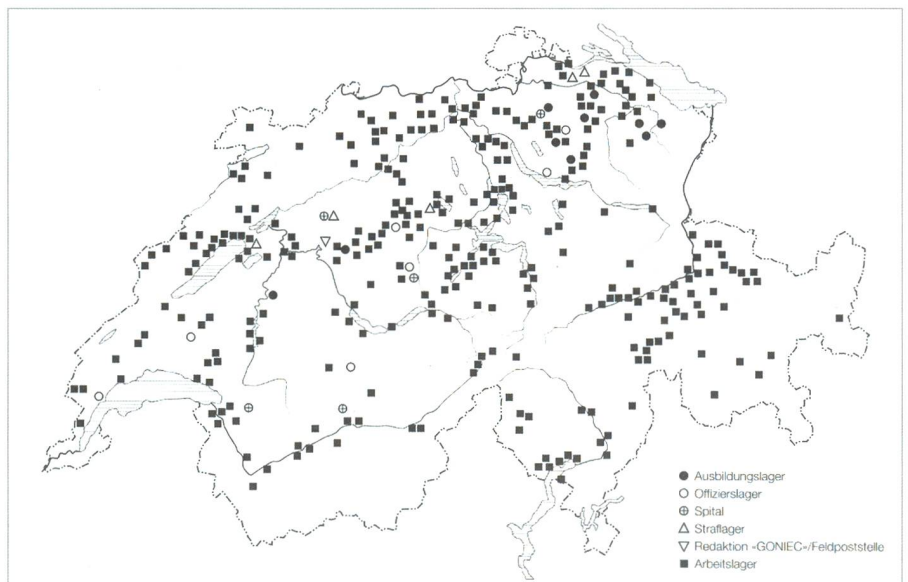 Ausbildungslager
Offizierslager
Spital
Straflager
Redaktion «GONIEC»/Feldpoststelle
Arbeitslager